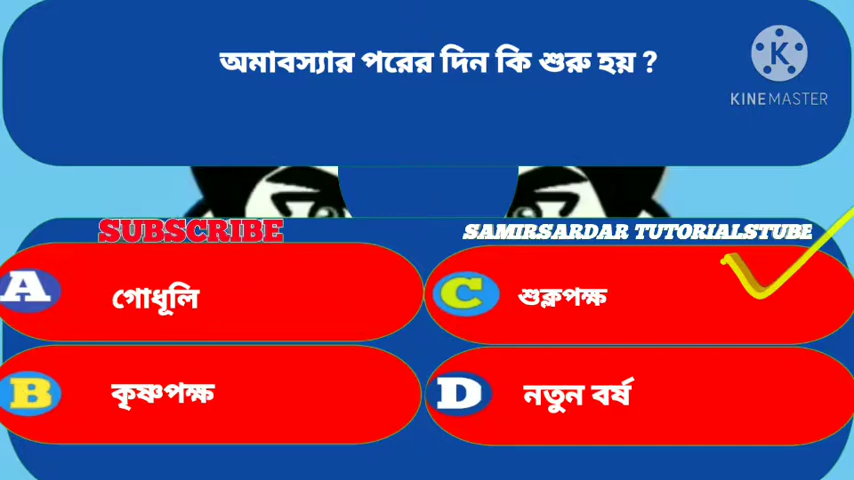 অমাবস্যার পরের দিন কি শুরু হয় ?
K
KINEMASTER
SUBSCRIBE
SAMIRSARDAR TUTORIALSTUBE
A গোধূলি
C শুক্লপক্ষ
B কৃষ্ণপক্ষ
D নতুন বর্ষ